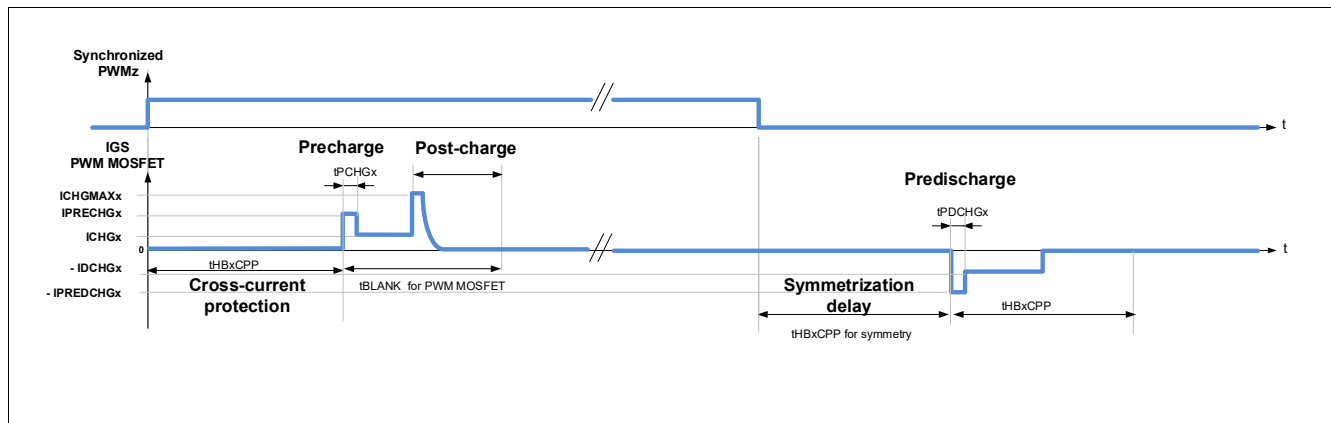 Synchronized
PWMz
t
IGS
PWM MOSFET
Precharge
Post-charge
tPCHGx
Predischarge
tPDCHGx
ICHGMAXx
IPRECHGx
ICHGx
0
t
- IDCHGx
- IPREDCHGx
tHBxCPP
Cross-current
protection
tBLANK for PWM MOSFET
Symmetrization
delay
tHBxCPP
tHBxCPP for symmetry